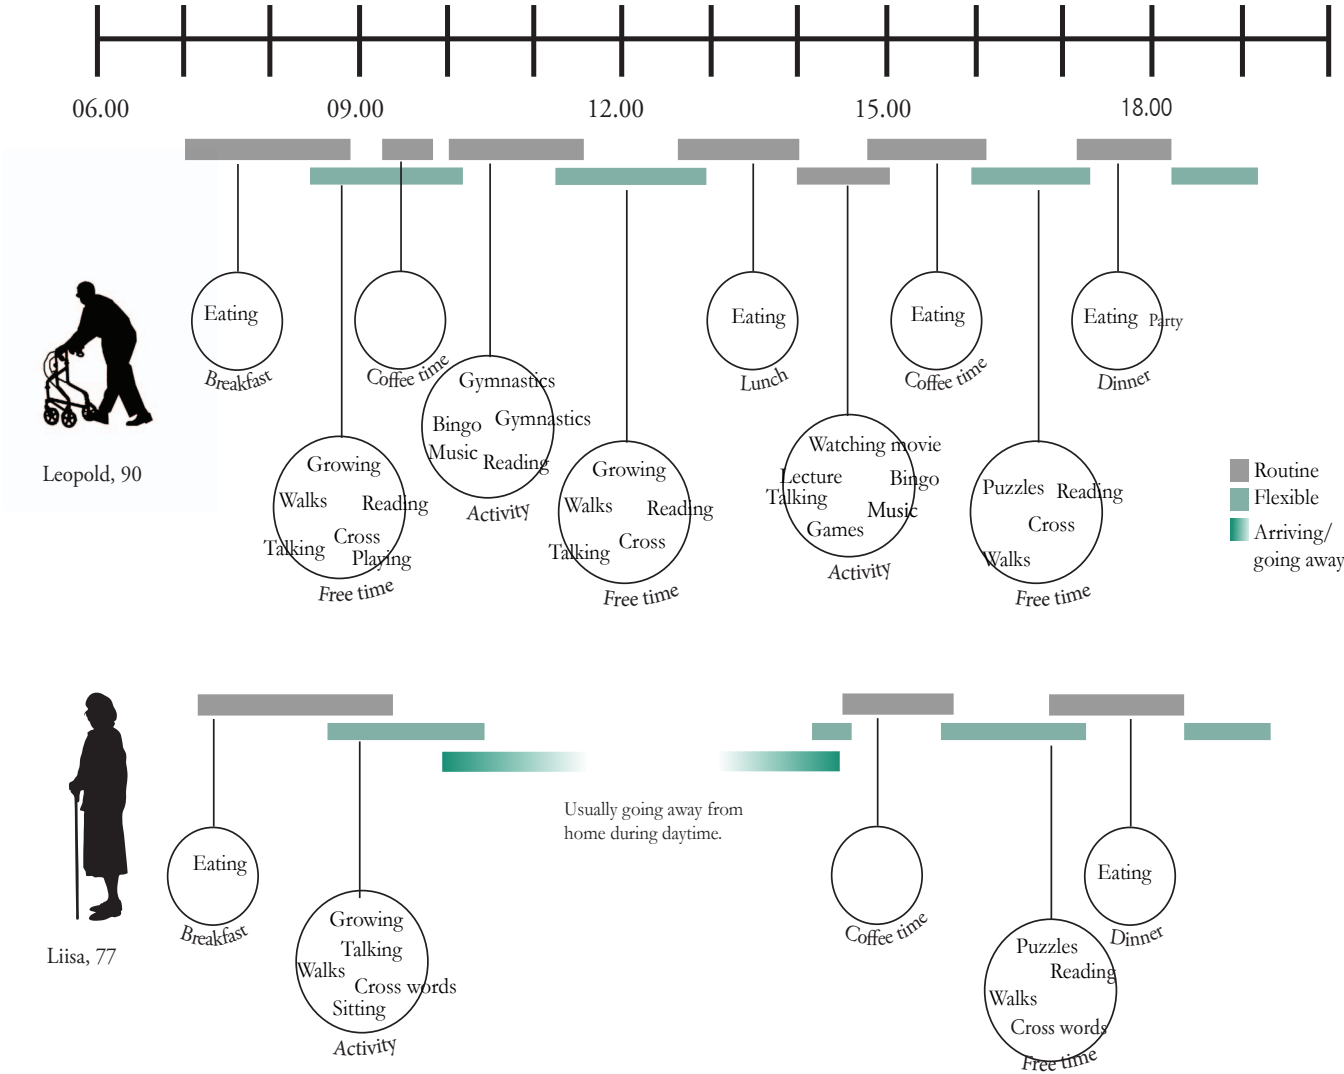 06.00 09.00 12.00 15.00 18.00
Eating
Breakfast
Coffee time
Eating
Lunch
Eating
Coffee time
Eating Party
Dinner
Leopold, 90
Growing
Walks Reading
Cross
Talking
Playing
Free time
Gymnastics
Gymnastics
Bingo
Music
Reading
Activity
Growing
Walks Reading
Cross
Talking
Free time
Watching movie
Lecture Bingo
Talking
Music
Games
Activity
Puzzles Reading
Cross
Walks
Free time
Routine
Flexible
Arriving/
going away
Usually going away from
home during daytime.
Liisa, 77
Eating
Breakfast
Growing
Talking
Walks
Cross words
Sitting
Activity
Coffee time
Puzzles
Reading
Walks
Cross words
Free time
Eating
Dinner